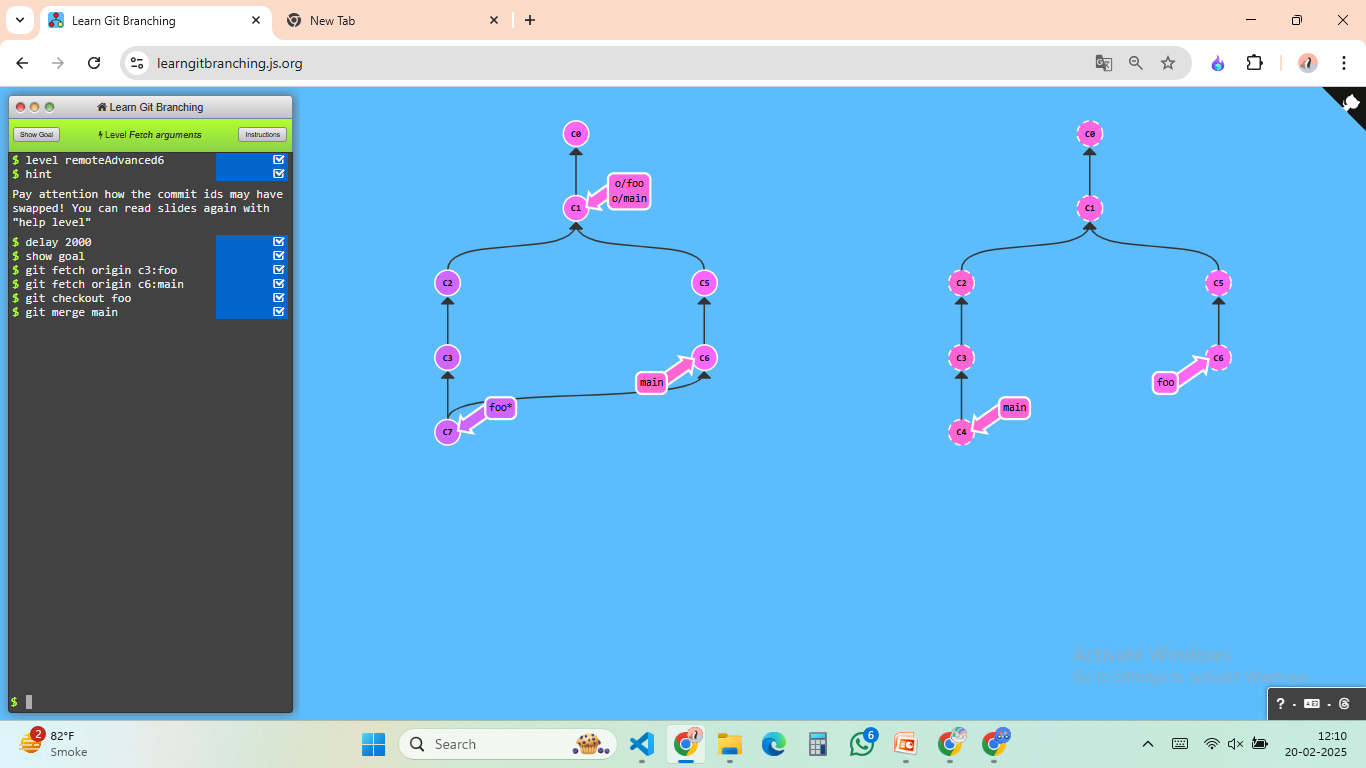 Learn Git Branching
New Tab
learngitbranching.js.org
Learn Git Branching
Show Goal
Level Fetch arguments
Instructions
$ level remoteAdvanced6
$ hint
Pay attention how the commit ids may have
swapped! You can read slides again with
"help level"
$ delay 2000
$ show goal
$ git fetch origin c3:foo
$ git fetch origin c6:main
$ git checkout foo
$ git merge main
$
C0
o/foo
o/main
C1
C2
C5
C3
C6
main
foo*
C7
C0
C1
C2
C5
C3
C6
foo
main
C4
Activate Windows
Go to Settings to activate Windows.
? - -
2
82°F
Smoke
Search
6
12:10
20-02-2025